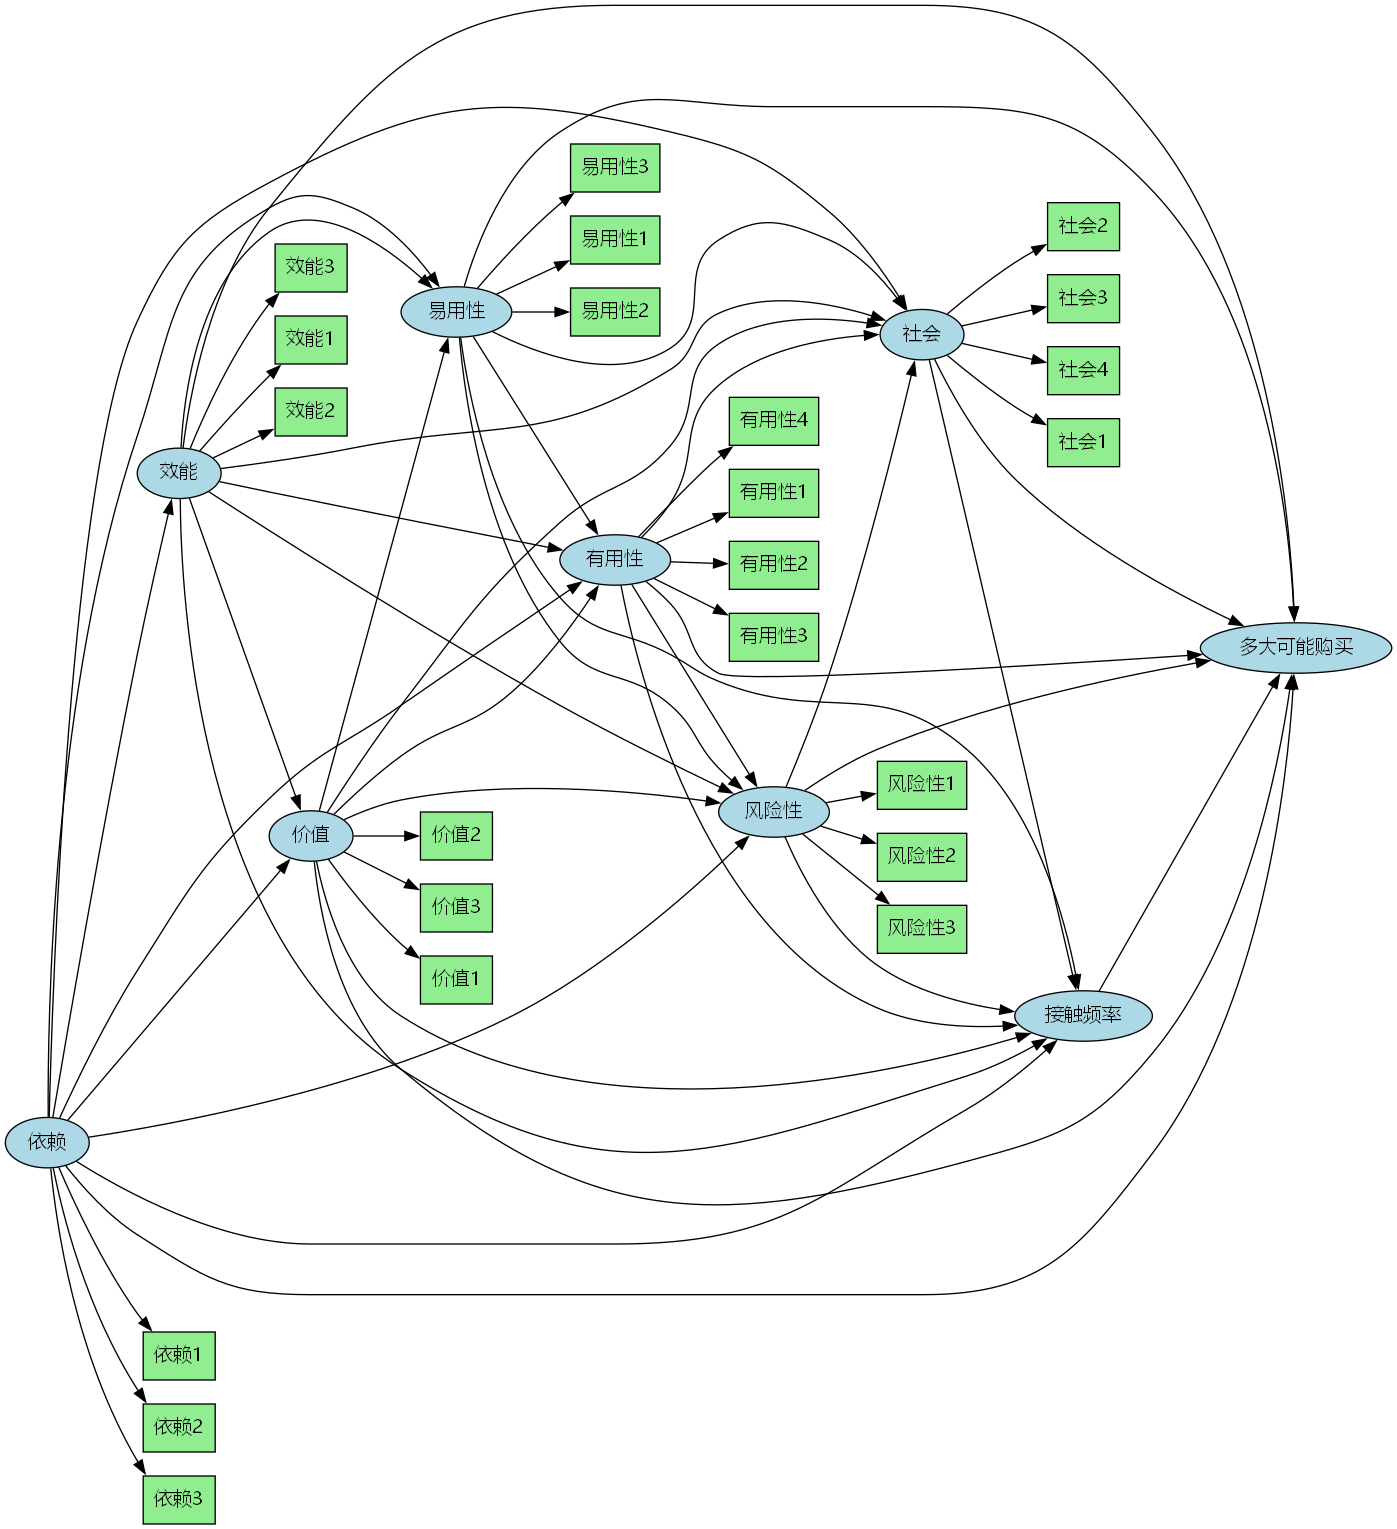 易用性3
社会2
易用性1
效能3
社会3
易用性2
易用性
社会
效能1
社会4
效能2
有用性4
社会1
效能
有用性1
有用性
有用性2
有用性3
多大可能购买
风险性1
风险性
价值
价值2
风险性2
价值3
风险性3
价值1
接触频率
依赖
依赖1
依赖2
依赖3